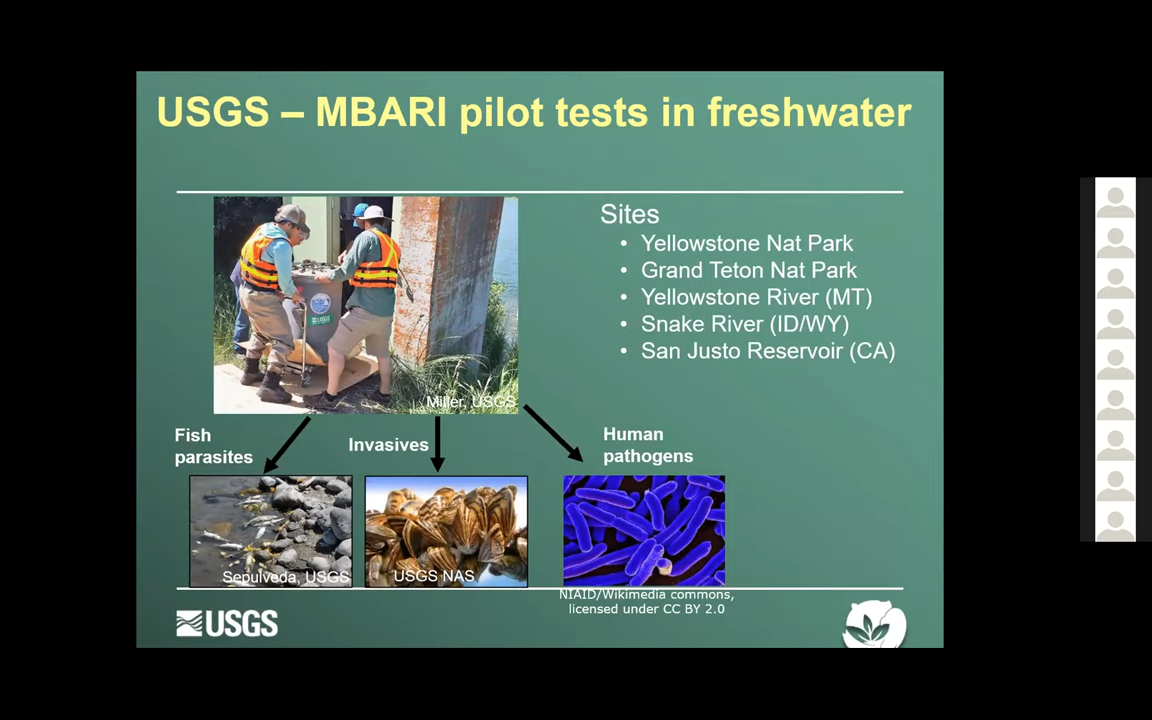 USGS – MBARI pilot tests in freshwater
Sites
• Yellowstone Nat Park
• Grand Teton Nat Park
• Yellowstone River (MT)
• Snake River (ID/WY)
• San Justo Reservoir (CA)
USGS
Miller, USGS
Fish
parasites
Invasives
Human
pathogens
Sepulveda, USGS
USGS NAS
NIAID/Wikimedia commons,
licensed under CC BY 2.0
USGS